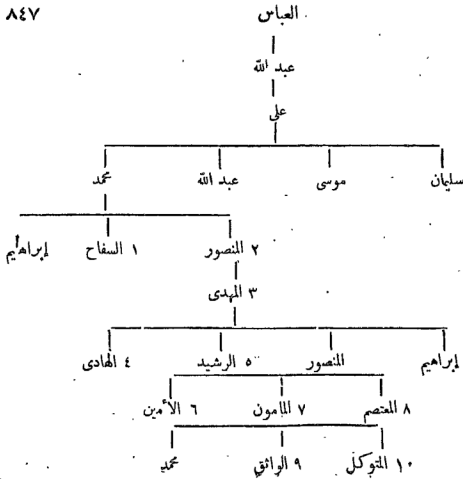 ٨٤٧
العباس
عبد الله
على
سليمان موسى عبد الله محمد
٢ المنصور ١ السفاح إبراهيم
٣ المهدى
إبراهيم المنصور ٥ الرشيد ٤ الهادى
٨ المعتصم ٧ المأمون ٦ الأمين
١٠ المتوكل ٩ الواثق محمد